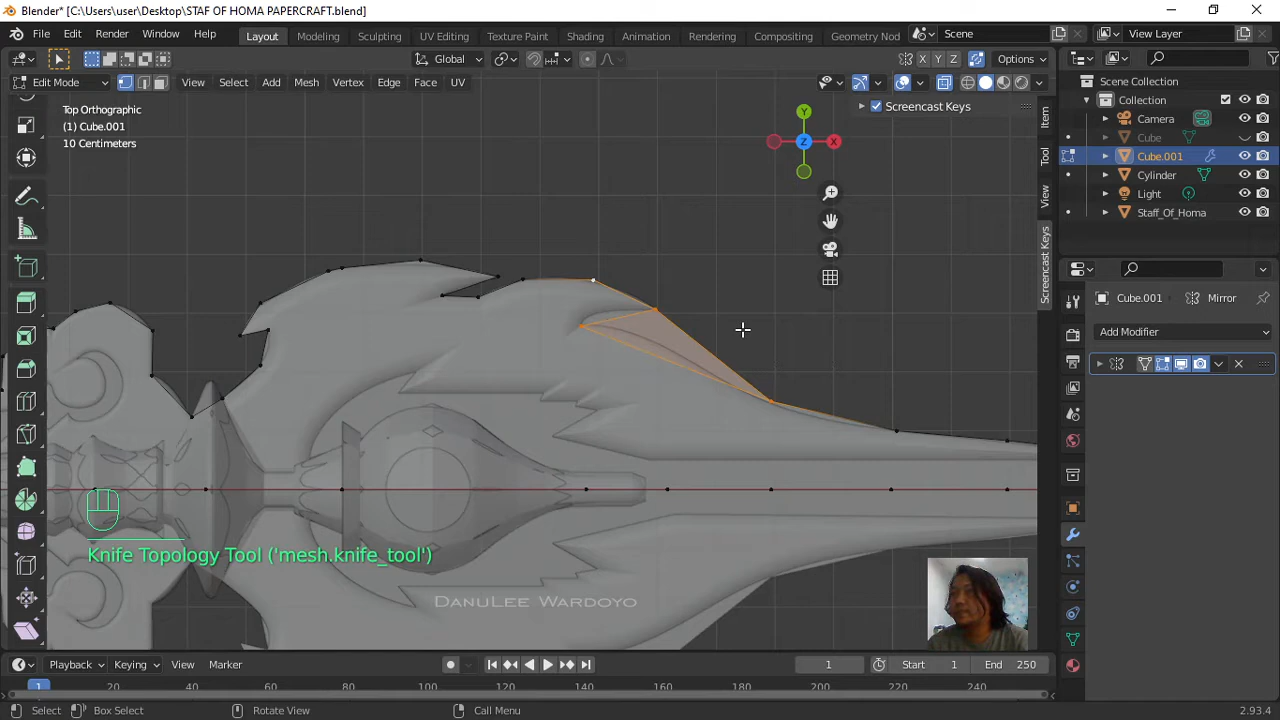 Blender* [C:\Users\user\Desktop\STAF OF HOMA PAPERCRAFT.blend]
File Edit Render Window Help Layout Modeling Sculpting UV Editing Texture Paint Shading Animation Rendering Compositing Geometry Nod Scene View Layer
Global X Y Z Options
Edit Mode View Select Add Mesh Vertex Edge Face UV
Scene Collection
Collection
Camera
Cube
Cube.001
Cylinder
Light
Staff_Of_Homa
Top Orthographic
(1) Cube.001
10 Centimeters
Screencast Keys
Y
Z
X
Item
Tool
View
Screencast Keys
Cube.001 Mirror
Add Modifier
Knife Topology Tool ('mesh.knife_tool')
DanuLee Wardoyo
Playback Keying View Marker 1 Start 1 End 250
1 20 40 60 80 100 120 140 160 180 200 220 240
Select Box Select Rotate View Call Menu 2.93.4